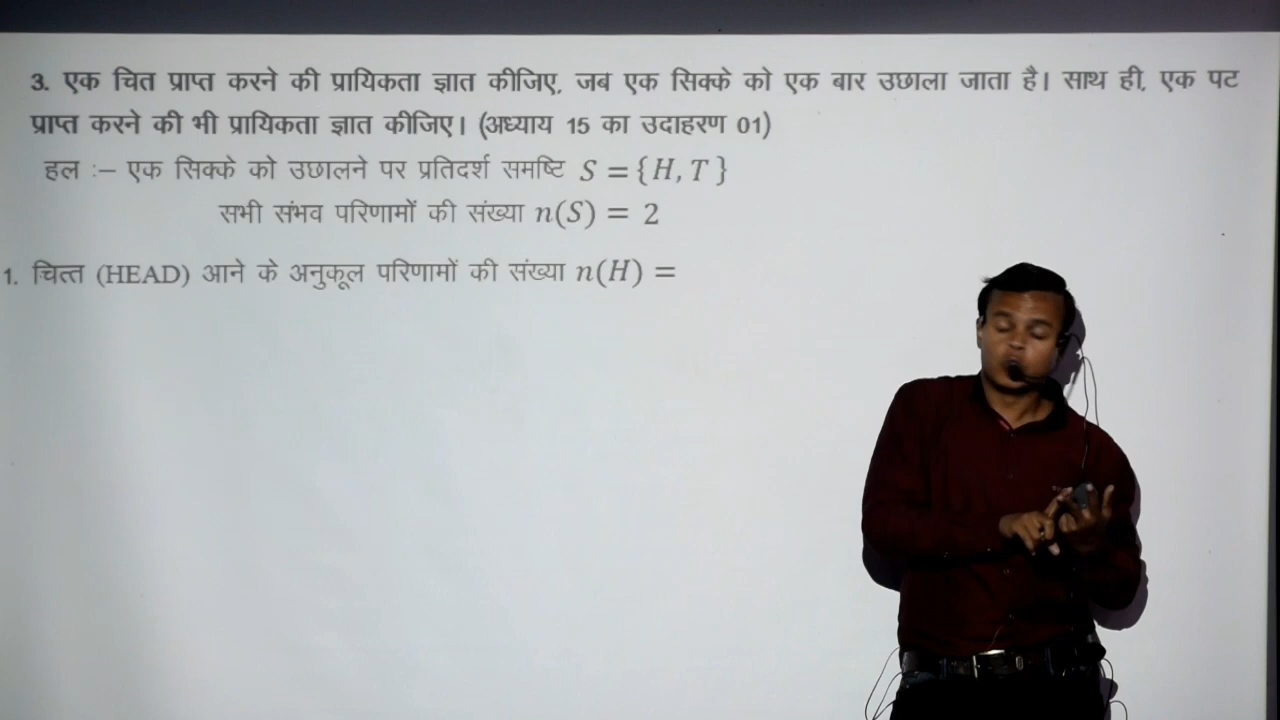 3. एक चित प्राप्त करने की प्रायिकता ज्ञात कीजिए, जब एक सिक्के को एक बार उछाला जाता है। साथ ही, एक पट
प्राप्त करने की भी प्रायिकता ज्ञात कीजिए। (अध्याय 15 का उदाहरण 01)
हल :– एक सिक्के को उछालने पर प्रतिदर्श समष्टि S = { H, T }
सभी संभव परिणामों की संख्या n(S) = 2
1. चित्त (HEAD) आने के अनुकूल परिणामों की संख्या n(H) =